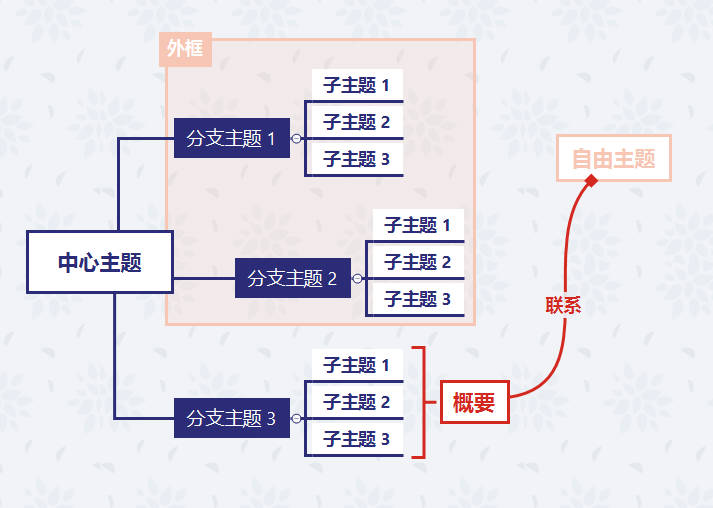 外框
子主题 1
分支主题 1
子主题 2
子主题 3
自由主题
中心主题
子主题 1
分支主题 2
子主题 2
子主题 3
联系
子主题 1
分支主题 3
子主题 2
子主题 3
概要